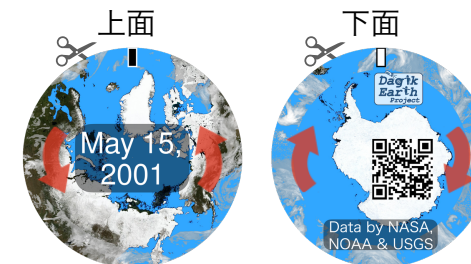 上面
下面
May 15,
2001
Dagik
Earth
Project
Data by NASA,
NOAA & USGS